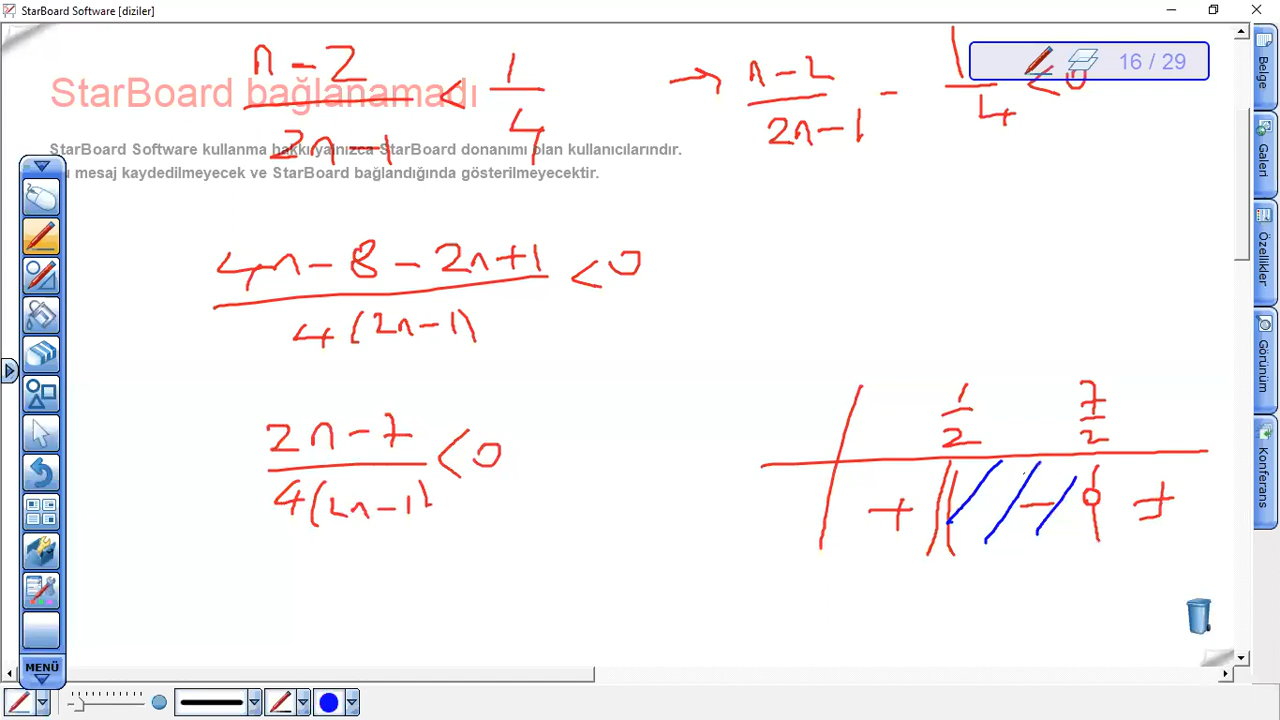 StarBoard Software [diziler]
16 / 29
n - 2 / 2n - 1 < 1 / 4 → n - 2 / 2n - 1 - 1 / 4 < 0
StarBoard bağlanamadı
StarBoard Software kullanma hakkı yalnızca StarBoard donanımı olan kullanıcılarındır.
mesaj kaydedilmeyecek ve StarBoard bağlandığında gösterilmeyecektir.
4n - 8 - 2n + 1 / 4(2n - 1) < 0
2n - 7 / 4(2n - 1) < 0
1/2 7/2
+ - 0 +
Belge
Galeri
Özellikler
Görünüm
Konferans
MENÜ